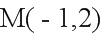 M( - 1,2)